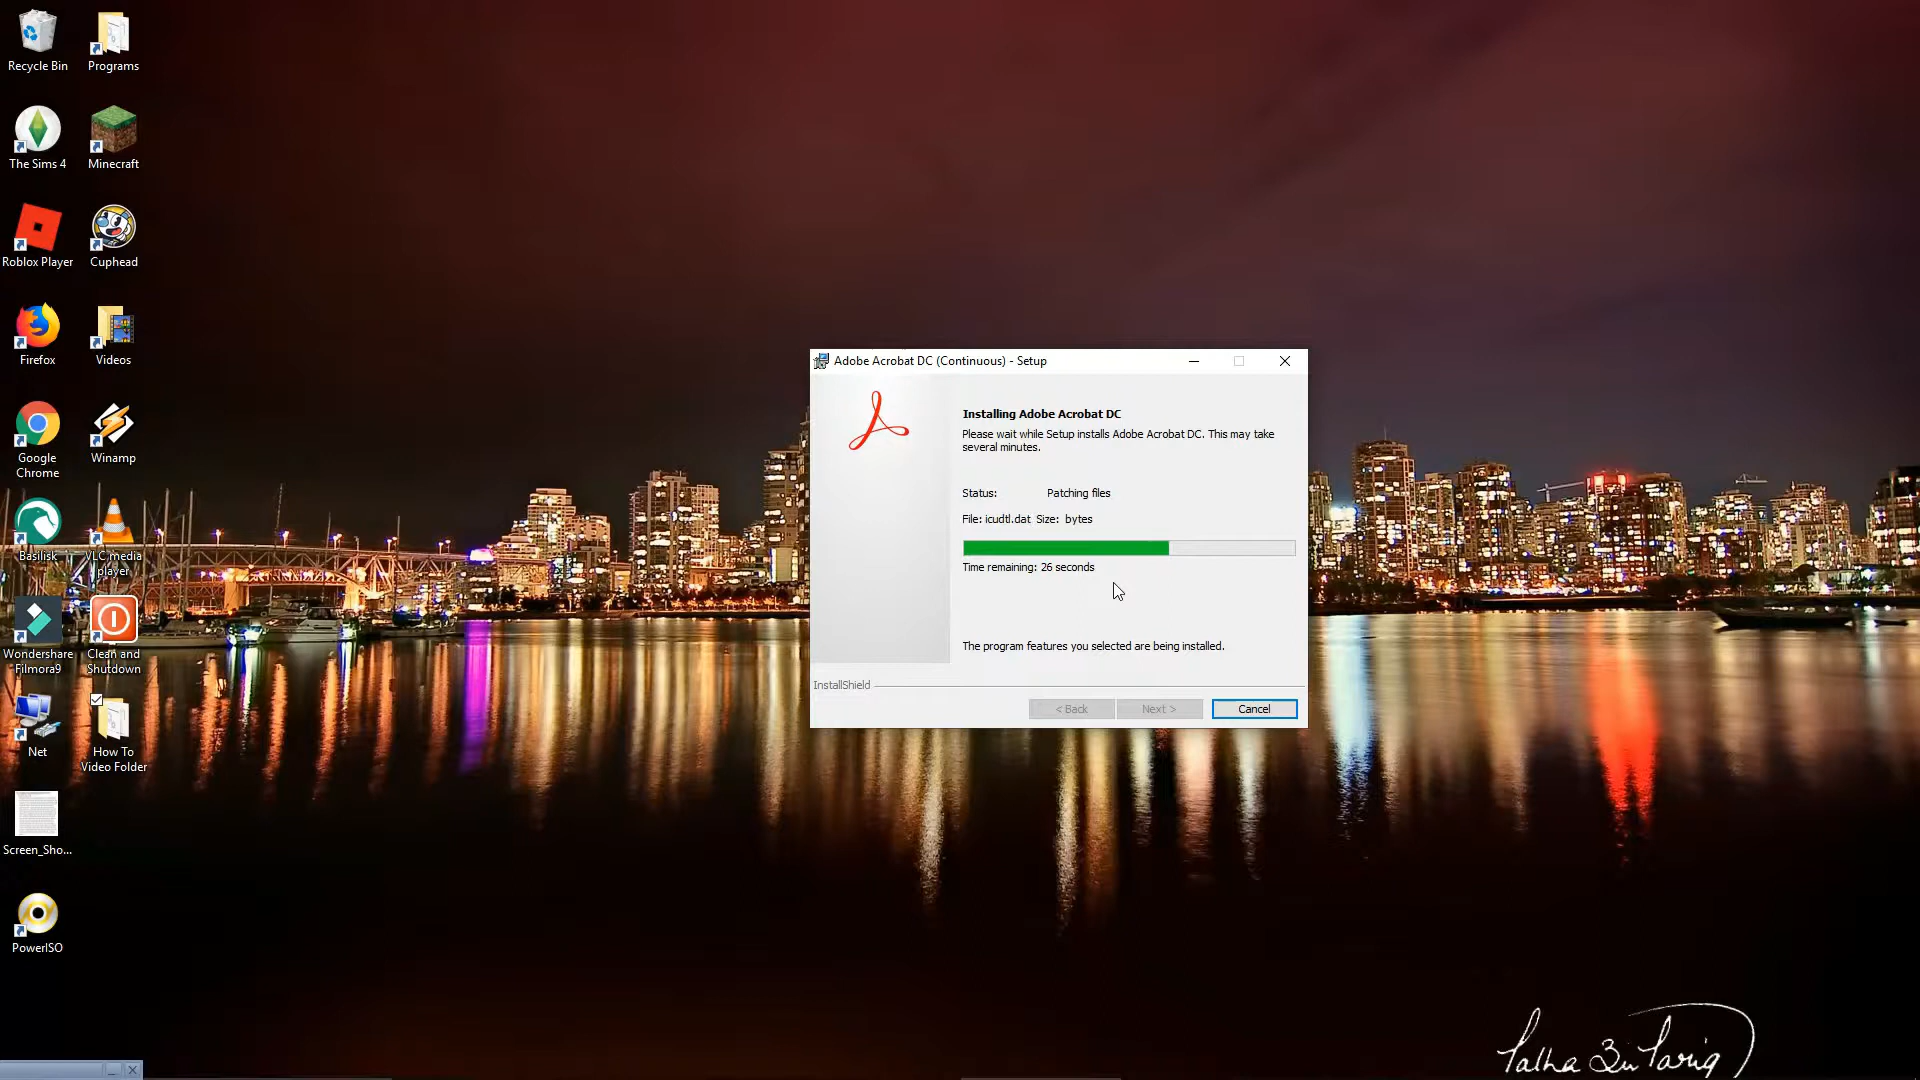 Recycle Bin
Programs
The Sims 4
Minecraft
Roblox Player
Cuphead
Firefox
Videos
Google
Chrome
Winamp
Basilisk
VLC media
player
Wondershare
Filmora9
Clean and
Shutdown
Net
How To
Video Folder
Screen_Sho...
PowerISO
Adobe Acrobat DC (Continuous) - Setup
Installing Adobe Acrobat DC
Please wait while Setup installs Adobe Acrobat DC. This may take
several minutes.
Status: Patching files
File: icudtl.dat Size: bytes
Time remaining: 26 seconds
The program features you selected are being installed.
InstallShield
< Back
Next >
Cancel
Talha Bin Tariq